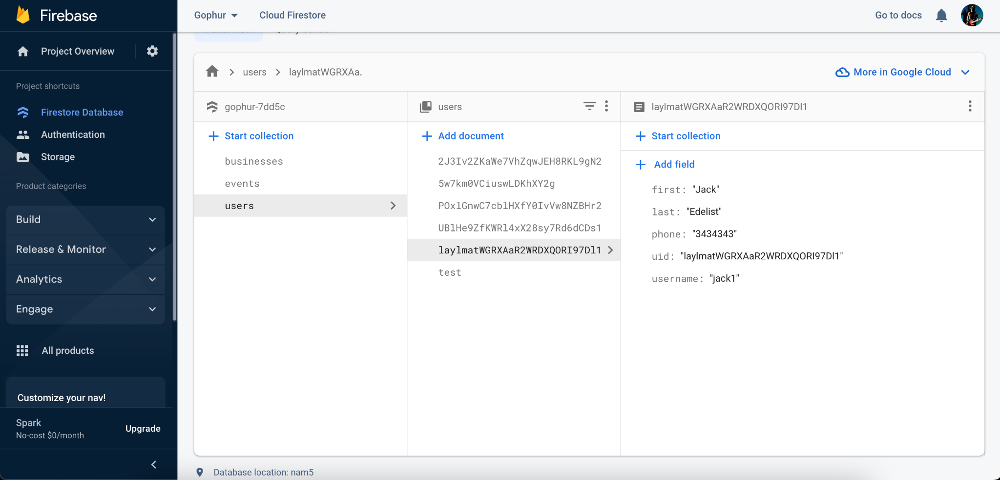 Firebase
Gophur
Cloud Firestore
Go to docs
Project Overview
Project shortcuts
Firestore Database
Authentication
Storage
Product categories
Build
Release & Monitor
Analytics
Engage
All products
Customize your nav!
Spark
No-cost $0/month
Upgrade
Query builder
users
laylmatWGRXAa.
More in Google Cloud
gophur-7dd5c
Start collection
businesses
events
users
users
Add document
2J3Iv2ZKaWe7VhZqwJEH8RKL9gN2
5w7km0VCiuswLDKhXY2g
POxlGnwC7cblHXfY0IvVw8NZBHr2
UBlHe9ZfKWRl4xX28sy7Rd6dCDs1
laylmatWGRXAaR2WRDXQORI97Dl1
test
laylmatWGRXAaR2WRDXQORI97Dl1
Start collection
Add field
first: "Jack"
last: "Edelist"
phone: "3434343"
uid: "laylmatWGRXAaR2WRDXQORI97Dl1"
username: "jack1"
Database location: nam5